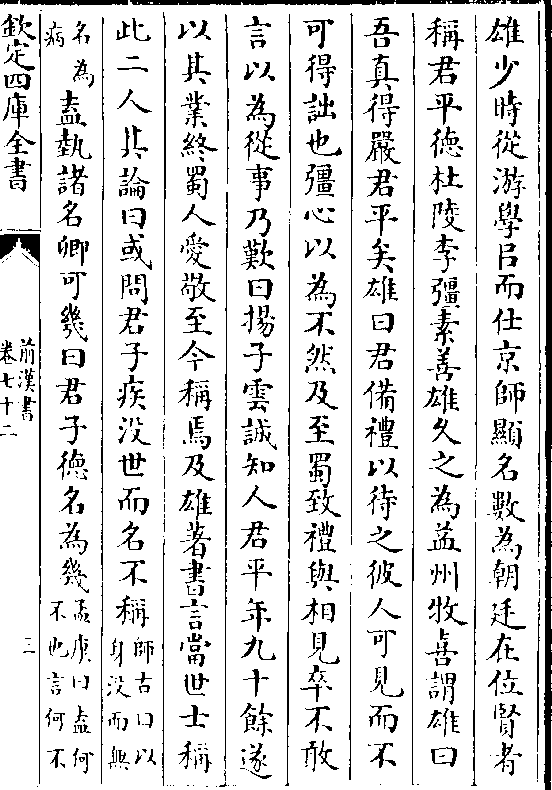 雄少時從游學㠯而仕京師顯名數為朝廷在位賢者
稱君平德杜陵李彊素善雄久之為益州牧喜謂雄曰
吾真得嚴君平矣雄曰君備禮以待之彼人可見而不
可得詘也彊心以為不然及至蜀致禮與相見卒不敢
言以為從事乃歎曰揚子雲誠知人君平年九十餘遂
以其業終蜀人愛敬至今稱焉及雄著書言當世士稱
此二人其論曰或問君子疾没世而名不稱師古曰以身没而無
名為病盍埶諸名卿可幾曰君子德名為幾孟康曰盍何不也言何不
欽定四庫全書
前漢書
卷七十二
三